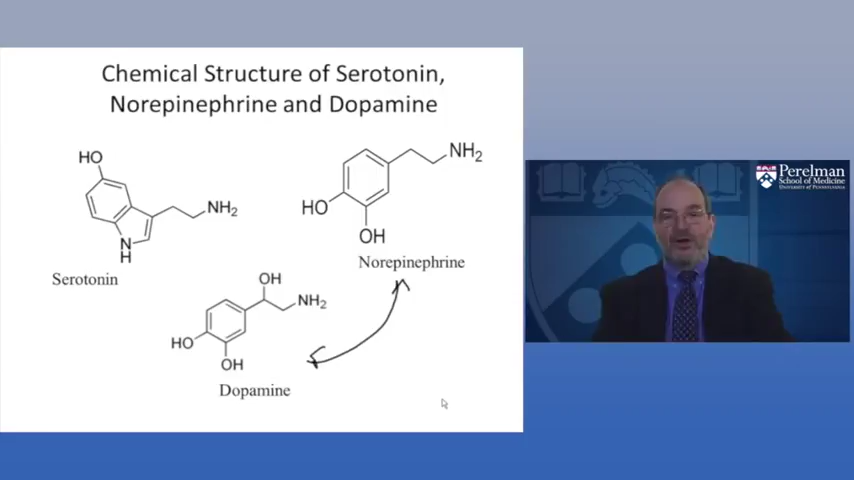 Chemical Structure of Serotonin,
Norepinephrine and Dopamine
HO
NH2
N
H
Serotonin
NH2
HO
OH
Norepinephrine
OH
NH2
HO
OH
Dopamine
Perelman
School of Medicine
University of Pennsylvania